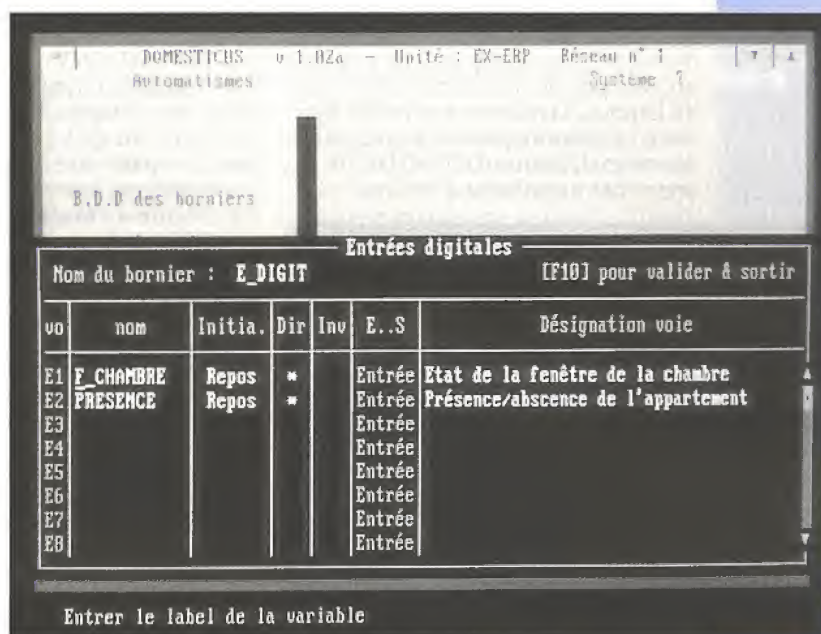 DOMESTICUS v 1.02a - Unité : EX-ERP Réseau n° 1
Automatismes Système ?
B.D.D des borniers
Entrées digitales
Nom du bornier : E_DIGIT [F10] pour valider & sortir
vo nom Initia. Dir Inv E..S Désignation voie
E1 F_CHAMBRE Repos * Entrée Etat de la fenêtre de la chambre
E2 PRESENCE Repos * Entrée Présence/abscence de l'appartement
E3 Entrée
E4 Entrée
E5 Entrée
E6 Entrée
E7 Entrée
E8 Entrée
Entrer le label de la variable